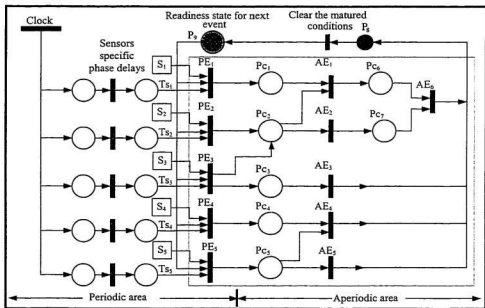 Clock
Readiness state for next event
Clear the matured conditions
P9
P8
Sensors specific phase delays
S1
PE1
Pc1
AE1
Pc6
AE6
Ts1
S2
PE2
Pc2
AE2
Pc7
Ts2
S3
PE3
Pc3
AE3
Ts3
S4
PE4
Pc4
AE4
Ts4
S5
PE5
Pc5
AE5
Ts5
Periodic area
Aperiodic area